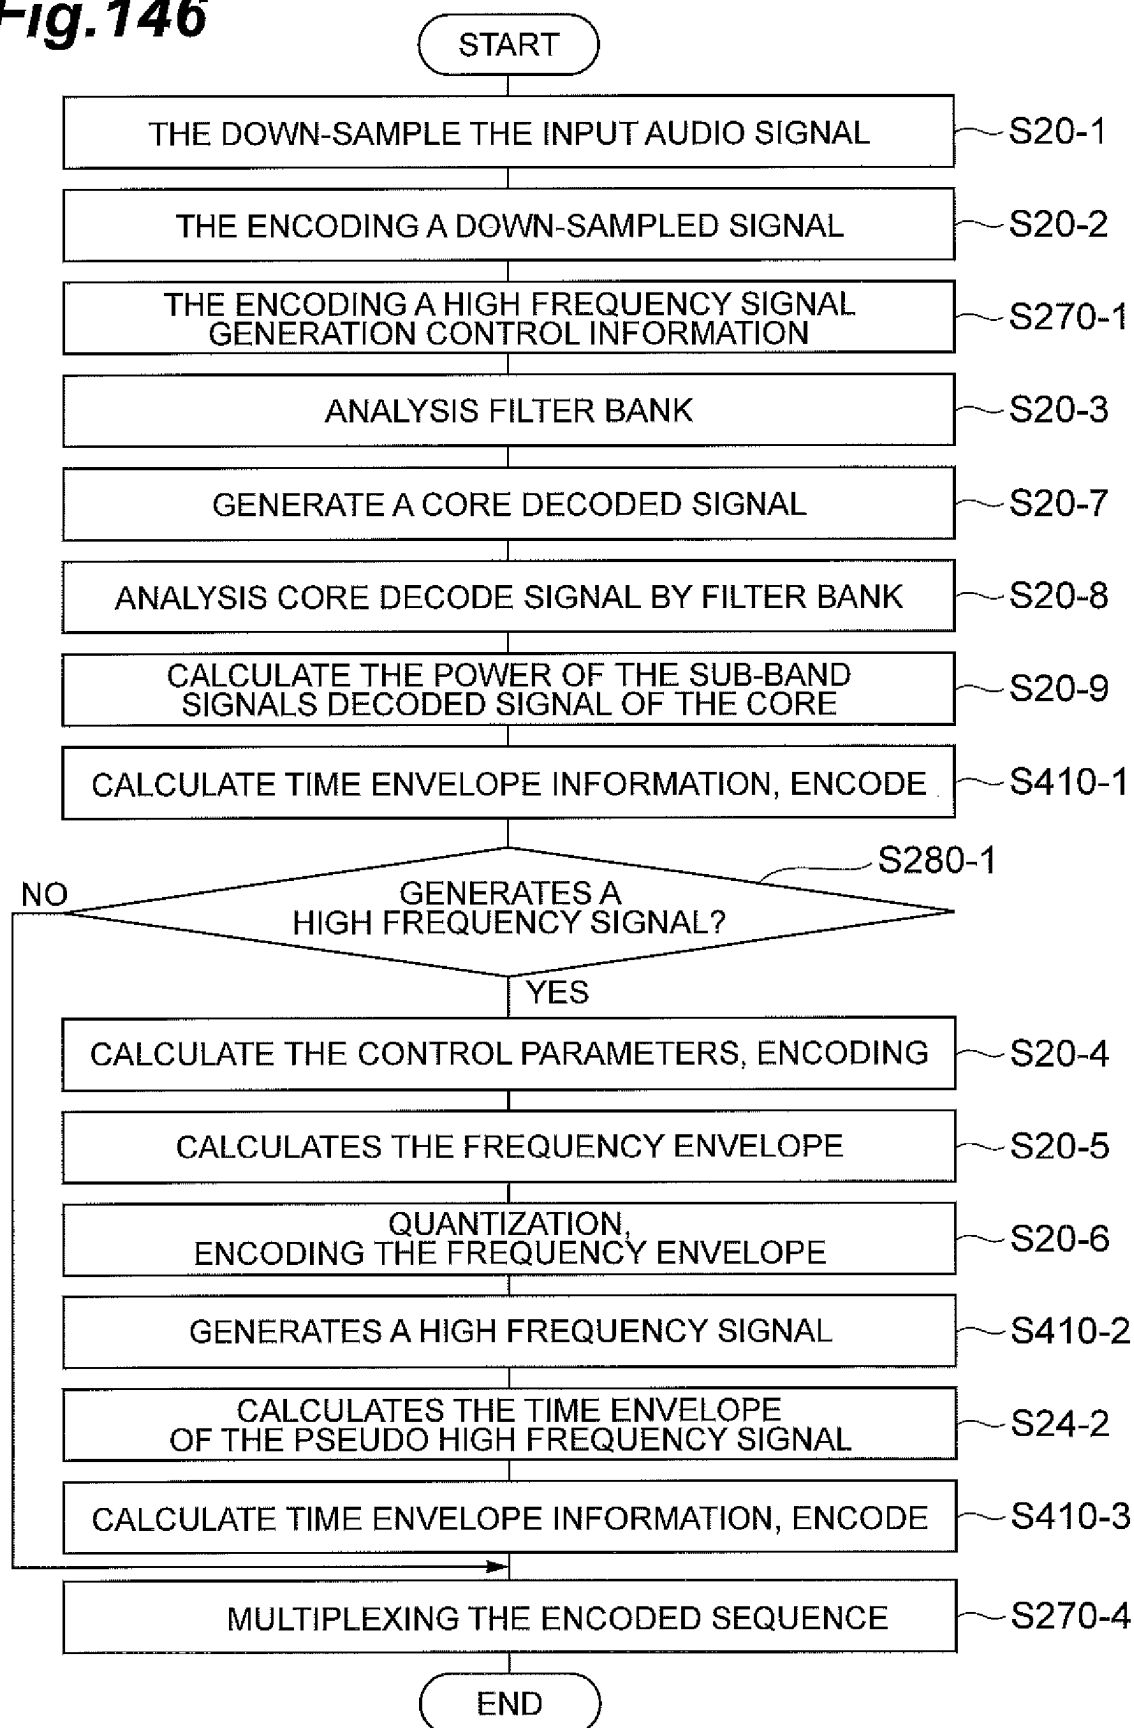 Fig.146
START
THE DOWN-SAMPLE THE INPUT AUDIO SIGNAL
S20-1
THE ENCODING A DOWN-SAMPLED SIGNAL
S20-2
THE ENCODING A HIGH FREQUENCY SIGNAL
GENERATION CONTROL INFORMATION
S270-1
ANALYSIS FILTER BANK
S20-3
GENERATE A CORE DECODED SIGNAL
S20-7
ANALYSIS CORE DECODE SIGNAL BY FILTER BANK
S20-8
CALCULATE THE POWER OF THE SUB-BAND
SIGNALS DECODED SIGNAL OF THE CORE
S20-9
CALCULATE TIME ENVELOPE INFORMATION, ENCODE
S410-1
S280-1
NO
GENERATES A
HIGH FREQUENCY SIGNAL?
YES
CALCULATE THE CONTROL PARAMETERS, ENCODING
S20-4
CALCULATES THE FREQUENCY ENVELOPE
S20-5
QUANTIZATION,
ENCODING THE FREQUENCY ENVELOPE
S20-6
GENERATES A HIGH FREQUENCY SIGNAL
S410-2
CALCULATES THE TIME ENVELOPE
OF THE PSEUDO HIGH FREQUENCY SIGNAL
S24-2
CALCULATE TIME ENVELOPE INFORMATION, ENCODE
S410-3
MULTIPLEXING THE ENCODED SEQUENCE
S270-4
END